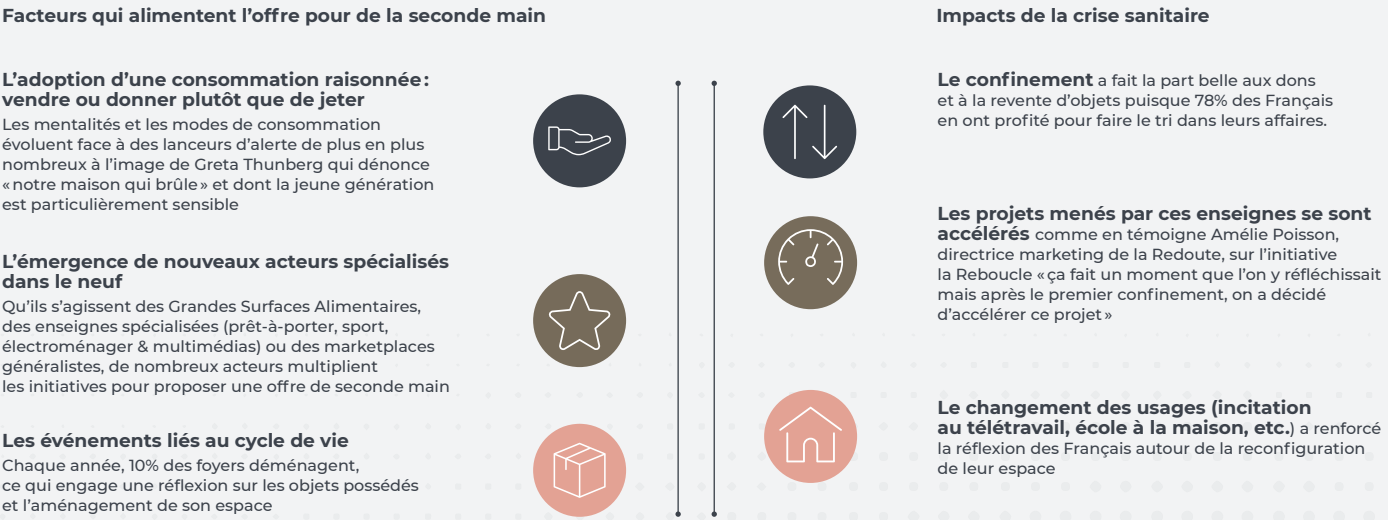 Facteurs qui alimentent l’offre pour de la seconde main
L’adoption d’une consommation raisonnée :
vendre ou donner plutôt que de jeter
Les mentalités et les modes de consommation
évoluent face à des lanceurs d’alerte de plus en plus
nombreux à l’image de Greta Thunberg qui dénonce
« notre maison qui brûle » et dont la jeune génération
est particulièrement sensible
L’émergence de nouveaux acteurs spécialisés
dans le neuf
Qu’ils s’agissent des Grandes Surfaces Alimentaires,
des enseignes spécialisées (prêt-à-porter, sport,
électroménager & multimédias) ou des marketplaces
généralistes, de nombreux acteurs multiplient
les initiatives pour proposer une offre de seconde main
Les événements liés au cycle de vie
Chaque année, 10% des foyers déménagent,
ce qui engage une réflexion sur les objets possédés
et l’aménagement de son espace
Impacts de la crise sanitaire
Le confinement a fait la part belle aux dons
et à la revente d’objets puisque 78% des Français
en ont profité pour faire le tri dans leurs affaires.
Les projets menés par ces enseignes se sont
accélérés comme en témoigne Amélie Poisson,
directrice marketing de la Redoute, sur l’initiative
la Reboucle « ça fait un moment que l’on y réfléchissait
mais après le premier confinement, on a décidé
d’accélérer ce projet »
Le changement des usages (incitation
au télétravail, école à la maison, etc.) a renforcé
la réflexion des Français autour de la reconfiguration
de leur espace